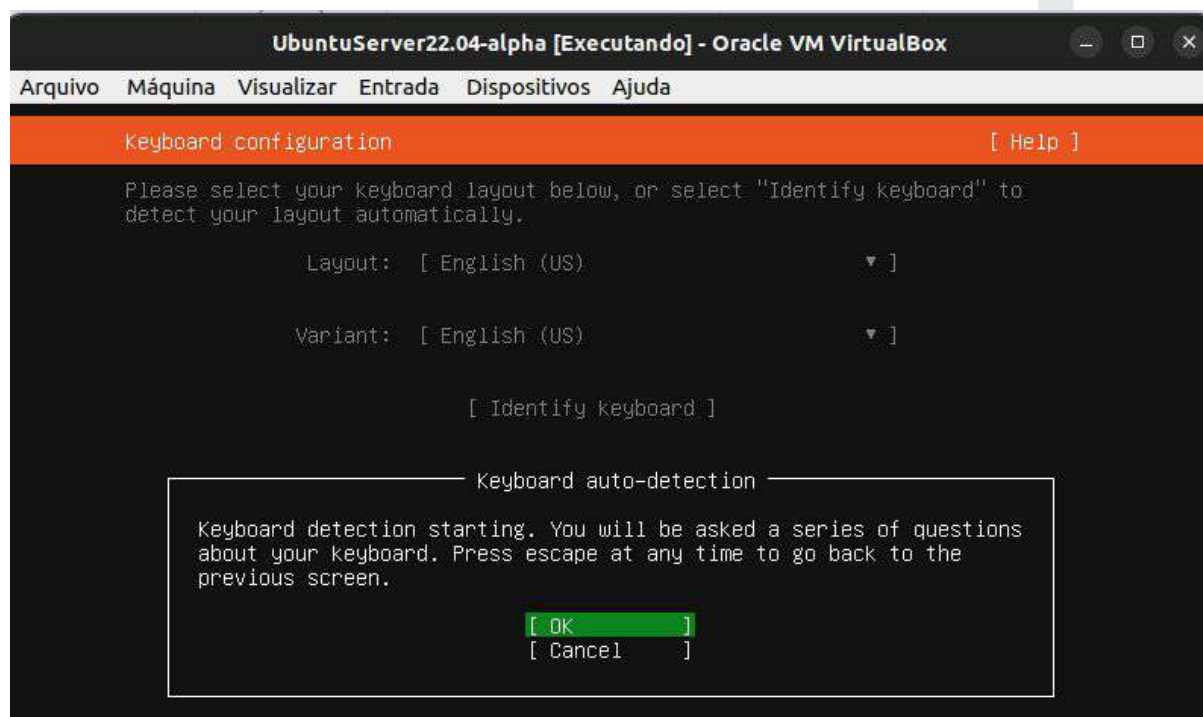 UbuntuServer22.04-alpha [Executando] - Oracle VM VirtualBox
Arquivo Máquina Visualizar Entrada Dispositivos Ajuda
Keyboard configuration [ Help ]
Please select your keyboard layout below, or select "Identify keyboard" to
detect your layout automatically.
Layout: [ English (US) ▾ ]
Variant: [ English (US) ▾ ]
[ Identify keyboard ]
Keyboard auto-detection
Keyboard detection starting. You will be asked a series of questions
about your keyboard. Press escape at any time to go back to the
previous screen.
[ OK ]
[ Cancel ]